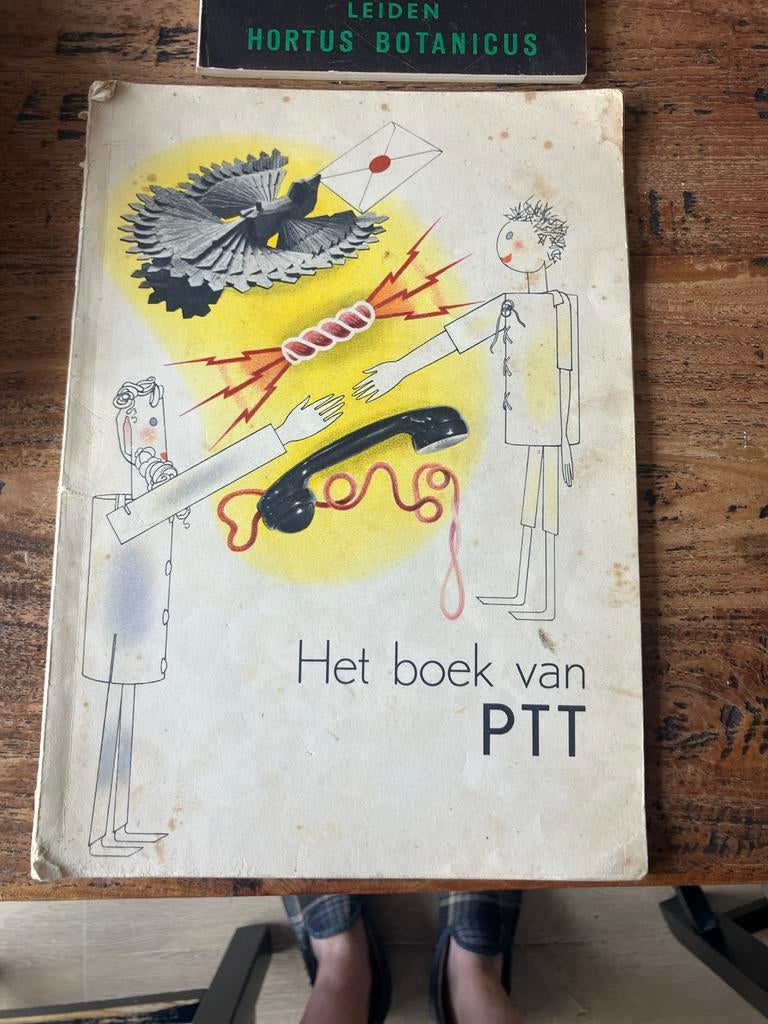 LEIDEN
HORTUS BOTANICUS
Het boek van
PTT